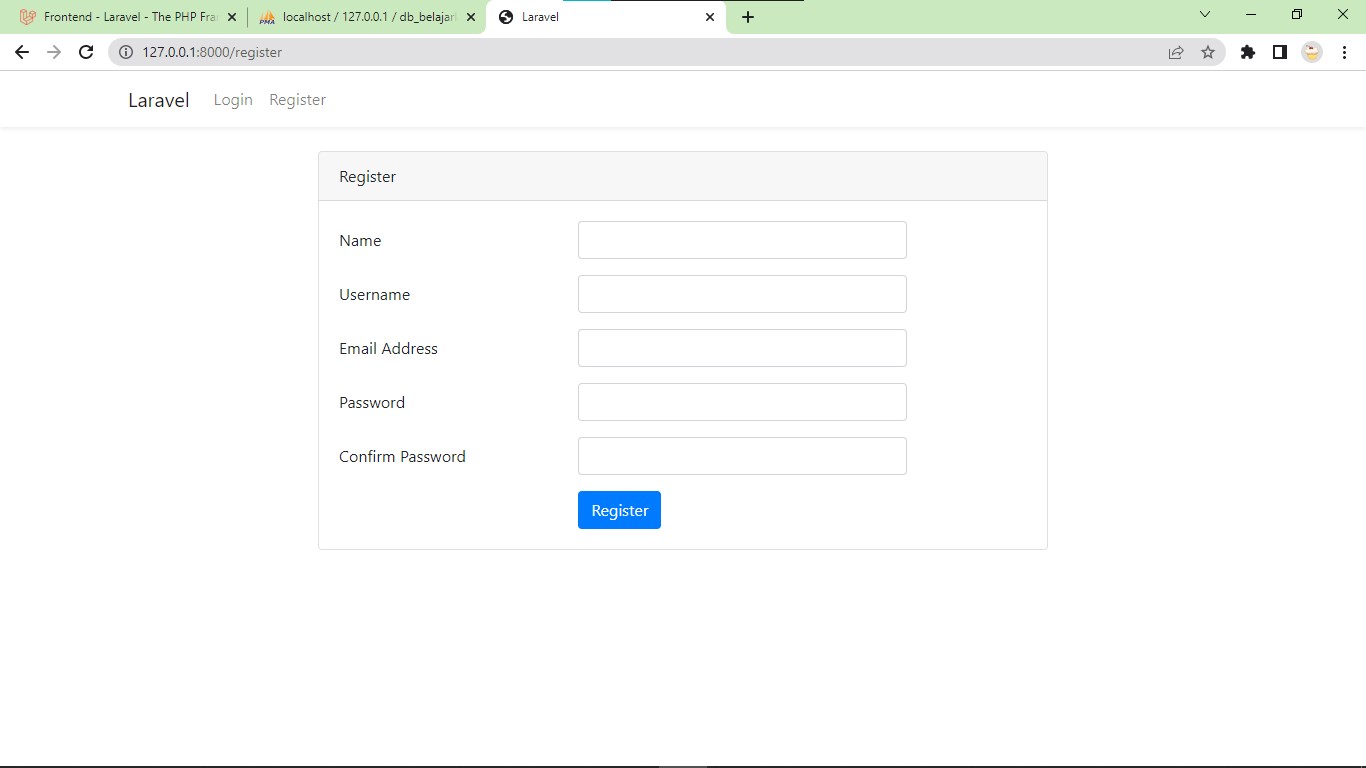 Frontend - Laravel - The PHP Fra
PMA localhost / 127.0.0.1 / db_belajar
Laravel
127.0.0.1:8000/register
Laravel Login Register
Register
Name
Username
Email Address
Password
Confirm Password
Register